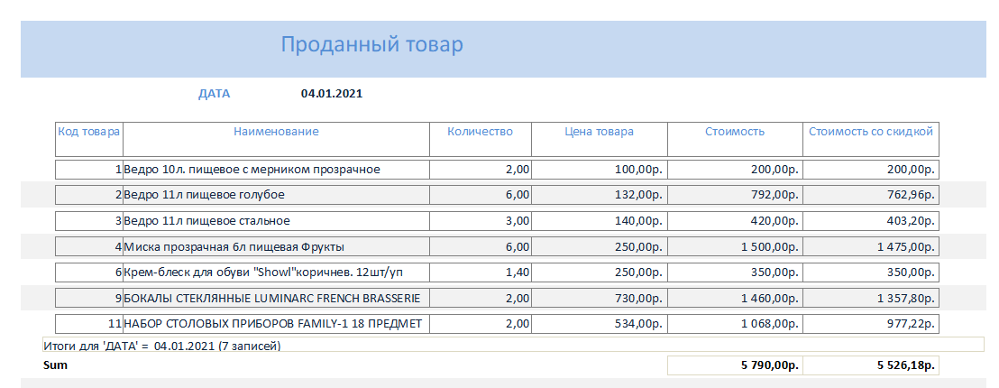 Проданный товар
ДАТА 04.01.2021
Код товара Наименование Количество Цена товара Стоимость Стоимость со скидкой
1 Ведро 10л. пищевое с мерником прозрачное 2,00 100,00р. 200,00р. 200,00р.
2 Ведро 11л пищевое голубое 6,00 132,00р. 792,00р. 762,96р.
3 Ведро 11л пищевое стальное 3,00 140,00р. 420,00р. 403,20р.
4 Миска прозрачная 6л пищевая Фрукты 6,00 250,00р. 1 500,00р. 1 475,00р.
6 Крем-блеск для обуви "Showl"коричнев. 12шт/уп 1,40 250,00р. 350,00р. 350,00р.
9 БОКАЛЫ СТЕКЛЯННЫЕ LUMINARC FRENCH BRASSERIE 2,00 730,00р. 1 460,00р. 1 357,80р.
11 НАБОР СТОЛОВЫХ ПРИБОРОВ FAMILY-1 18 ПРЕДМЕТ 2,00 534,00р. 1 068,00р. 977,22р.
Итоги для 'ДАТА' = 04.01.2021 (7 записей)
Sum 5 790,00р. 5 526,18р.